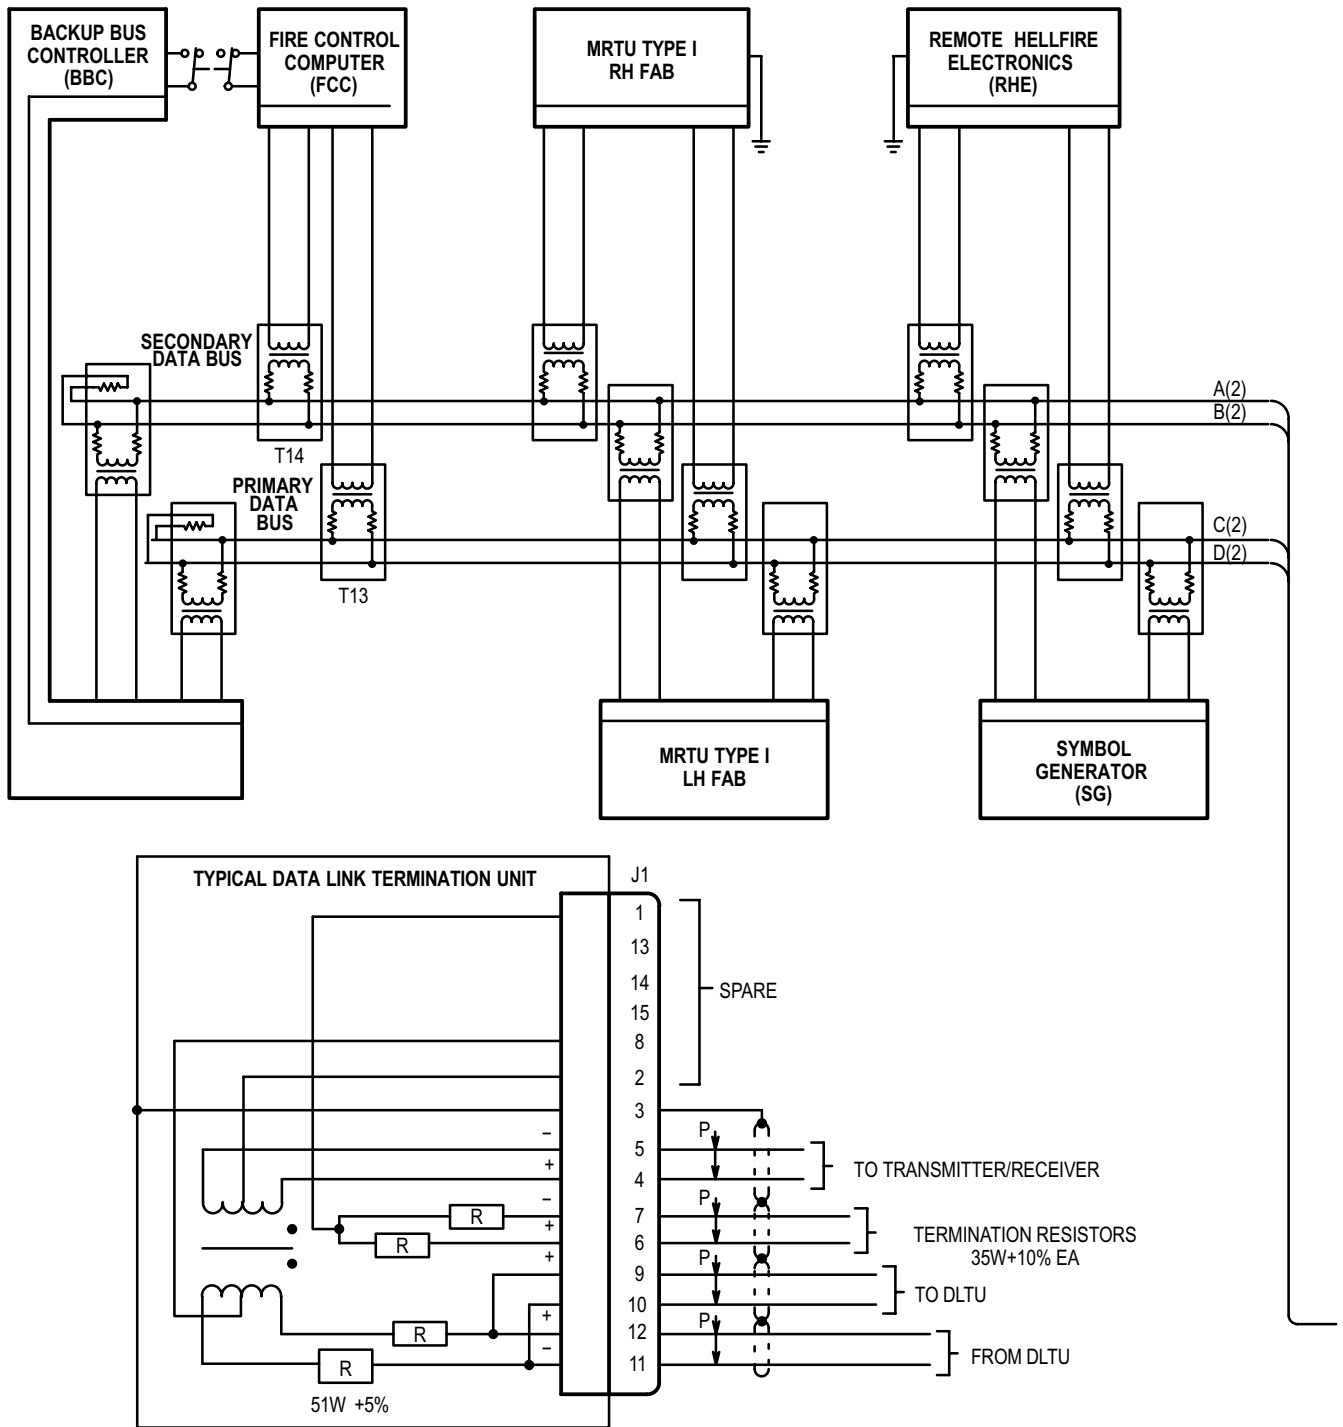 BACKUP BUS
CONTROLLER
(BBC)
FIRE CONTROL
COMPUTER
(FCC)
MRTU TYPE I
RH FAB
REMOTE HELLFIRE
ELECTRONICS
(RHE)
SECONDARY
DATA BUS
T14
A(2)
B(2)
PRIMARY
DATA
BUS
T13
C(2)
D(2)
MRTU TYPE I
LH FAB
SYMBOL
GENERATOR
(SG)
TYPICAL DATA LINK TERMINATION UNIT
J1
1
13
14
15
8
2
SPARE
3
– 5 P
+ 4
TO TRANSMITTER/RECEIVER
R – 7 P
R + 6
TERMINATION RESISTORS
35W+10% EA
+ 9 P
10
TO DLTU
R + 12 P
R – 11
FROM DLTU
51W +5%